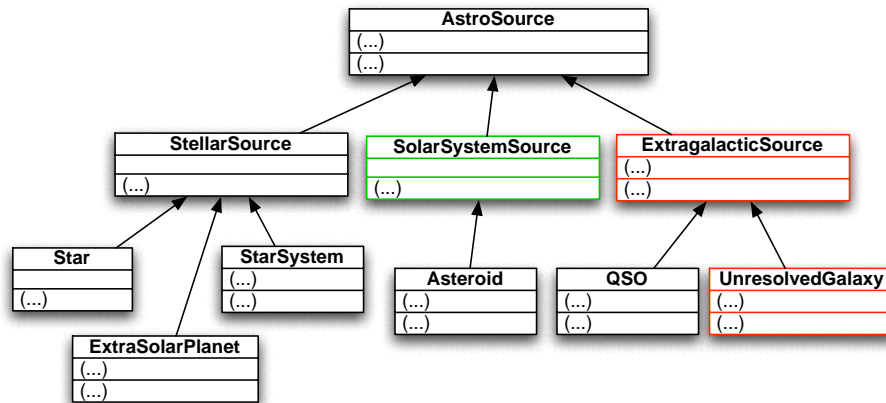 AstroSource
(...)
(...)
StellarSource
(...)
SolarSystemSource
(...)
ExtragalacticSource
(...)
(...)
Star
(...)
StarSystem
(...)
(...)
Asteroid
(...)
(...)
QSO
(...)
(...)
UnresolvedGalaxy
(...)
(...)
ExtraSolarPlanet
(...)
(...)